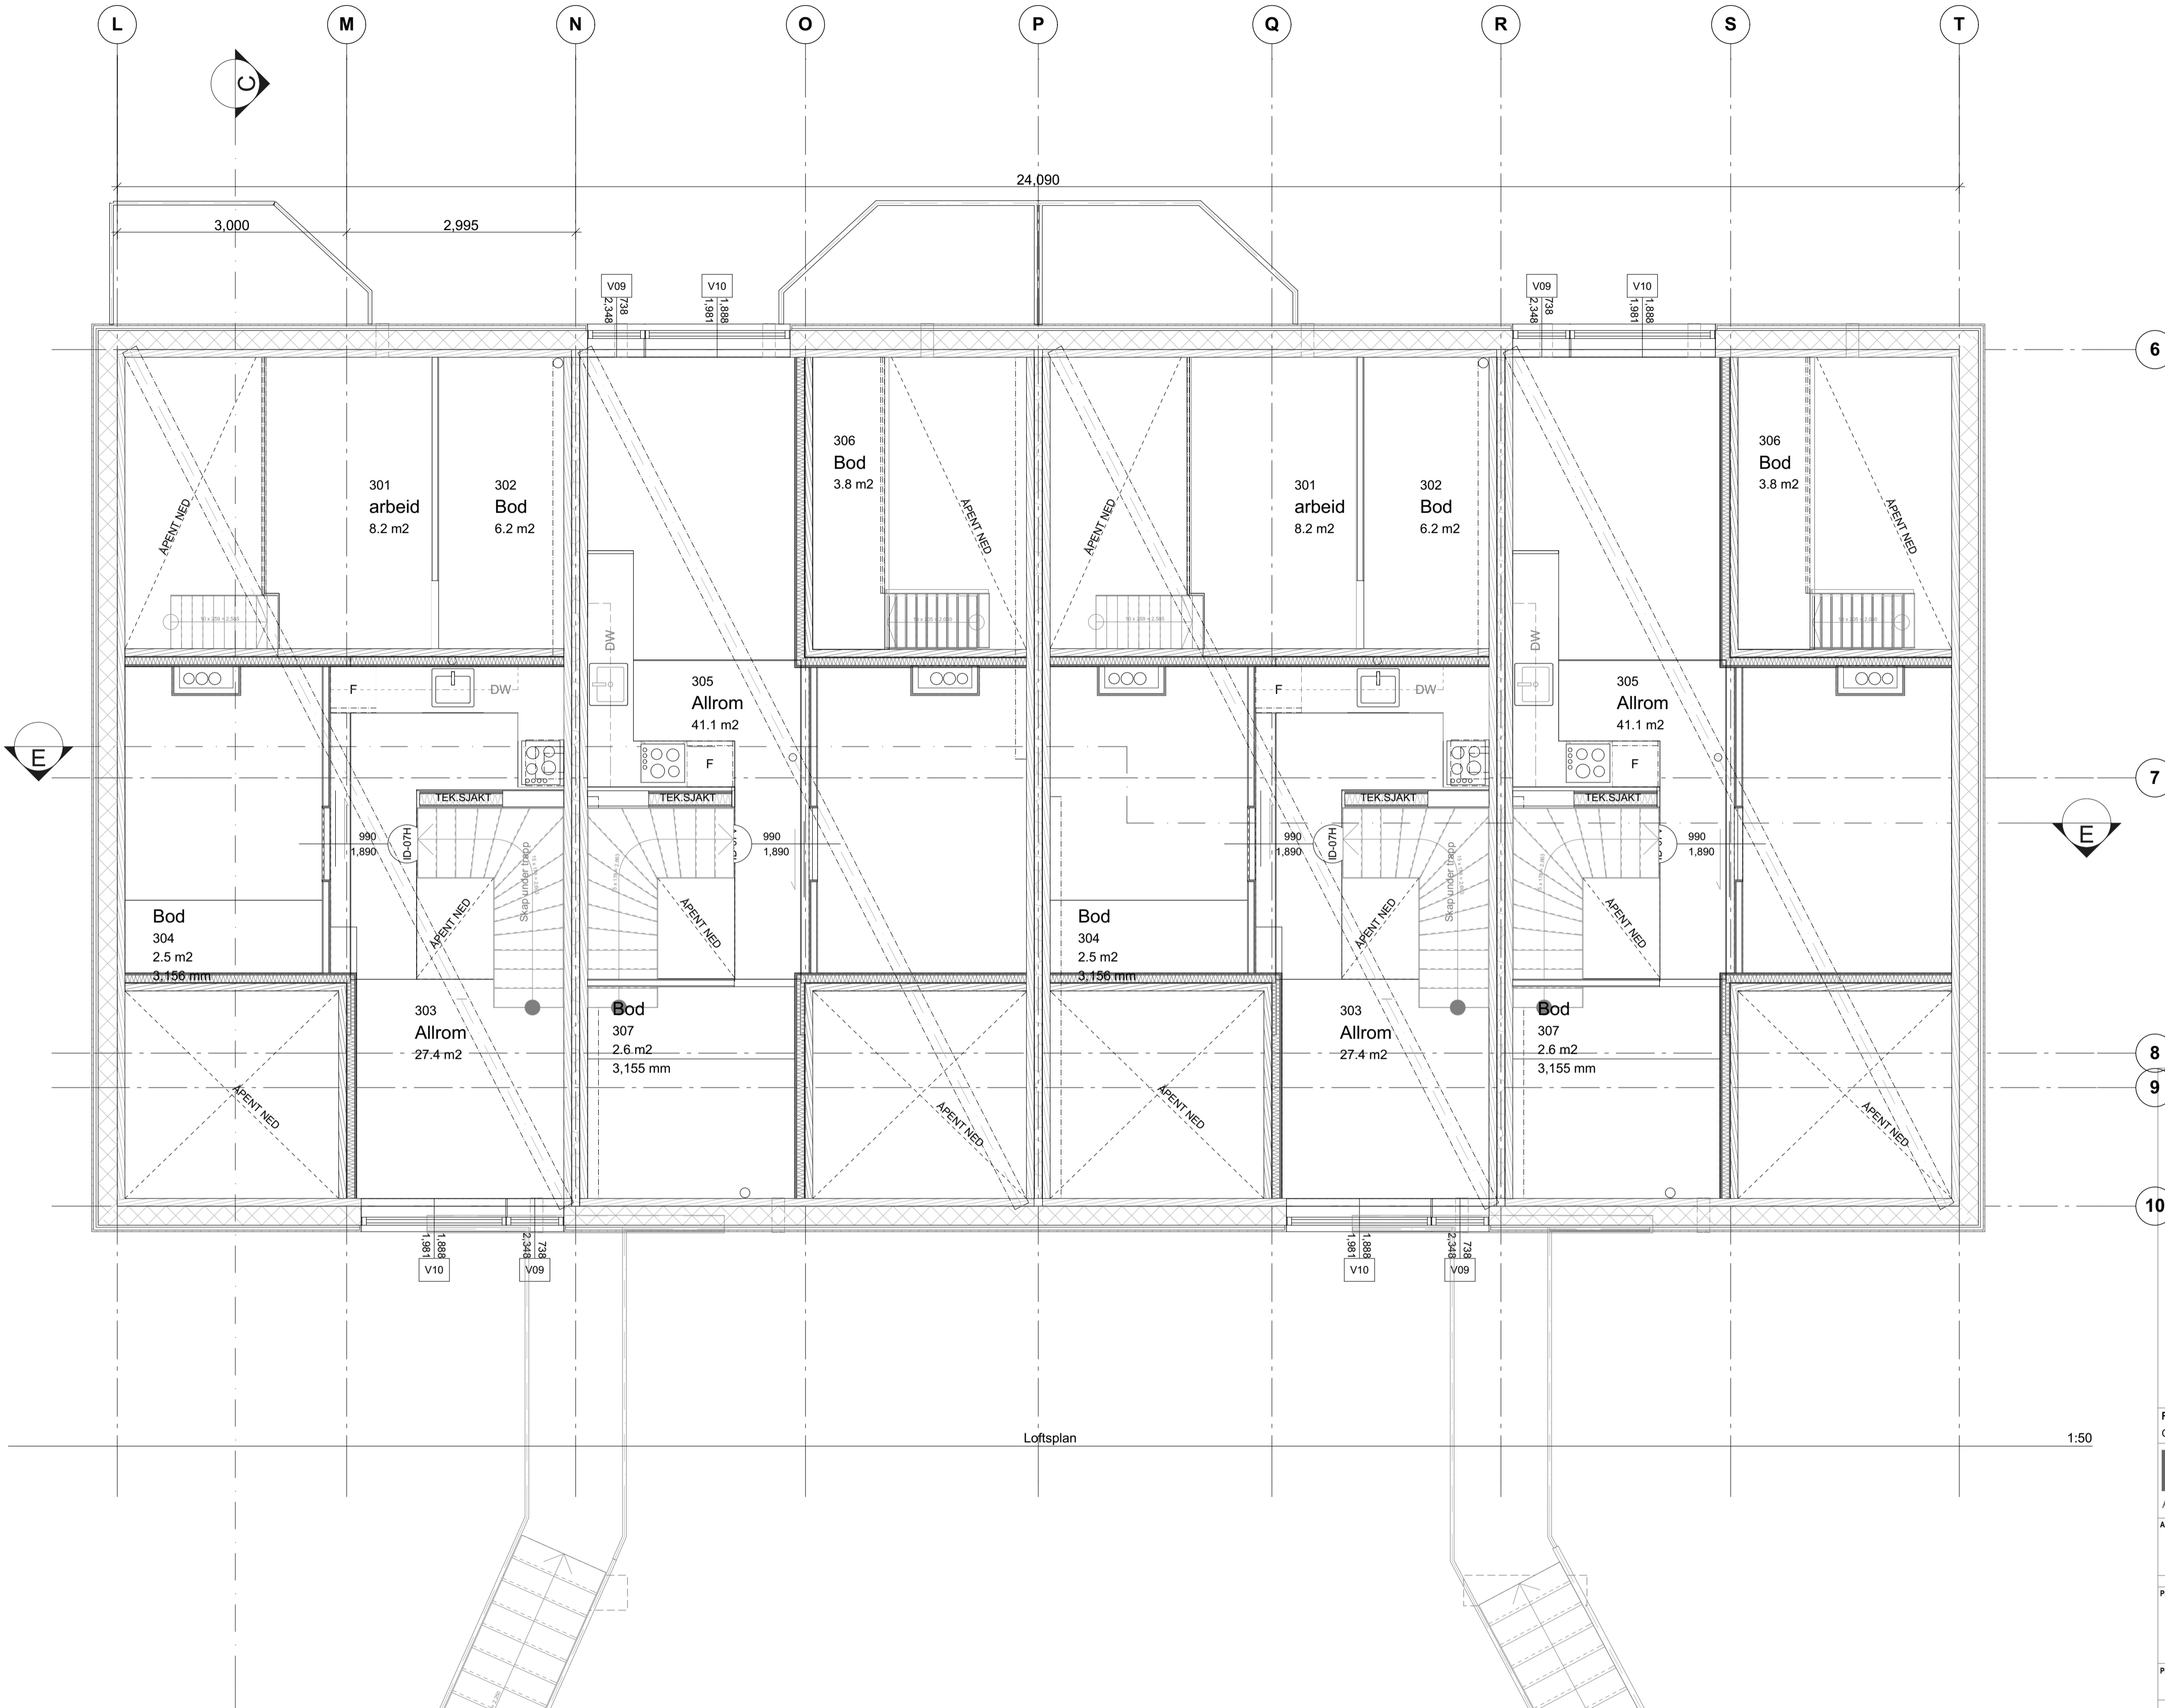 L M N O P Q R S T
C
24,090
3,000 2,995
V09 V10 V09 V10
2,348 738 1,981 1,888 2,348 738 1,981 1,888
6
306 306
Bod Bod
3.8 m2 3.8 m2
301 302 301 302
arbeid Bod arbeid Bod
8.2 m2 6.2 m2 8.2 m2 6.2 m2
ÅPENT NED ÅPENT NED ÅPENT NED ÅPENT NED
DW DW
F DW F DW
305 305
Allrom Allrom
41.1 m2 41.1 m2
E
F F
7
TEK.SJAKT TEK.SJAKT TEK.SJAKT TEK.SJAKT
E
990 ID-07H 990 990 ID-07H 990
1,890 1,890 1,890 1,890
Skap under trapp Skap under trapp
ÅPENT NED ÅPENT NED ÅPENT NED ÅPENT NED
Bod Bod
304 304
2.5 m2 2.5 m2
3,156 mm 3,156 mm
303 Bod 303 Bod
Allrom 307 Allrom 307
27.4 m2 2.6 m2 27.4 m2 2.6 m2
3,155 mm 3,155 mm
8
9
ÅPENT NED ÅPENT NED ÅPENT NED ÅPENT NED
10
1,981 1,888 2,348 738 1,981 1,888 2,348 738
V10 V09 V10 V09
Loftsplan 1:50